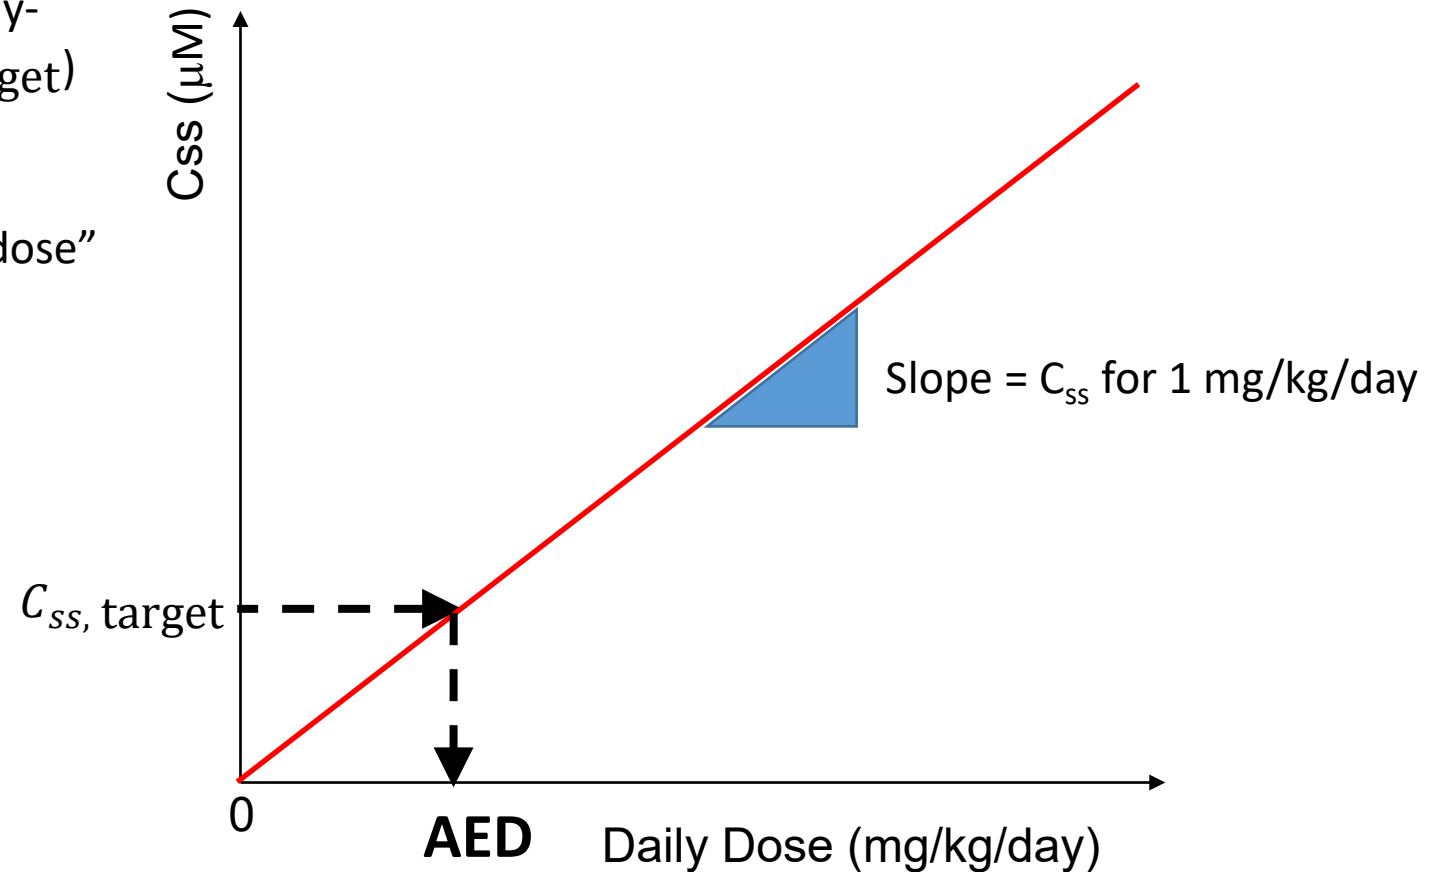 y-
get)
dose”
Css (μM)
Slope = Css for 1 mg/kg/day
Css, target
0
AED
Daily Dose (mg/kg/day)